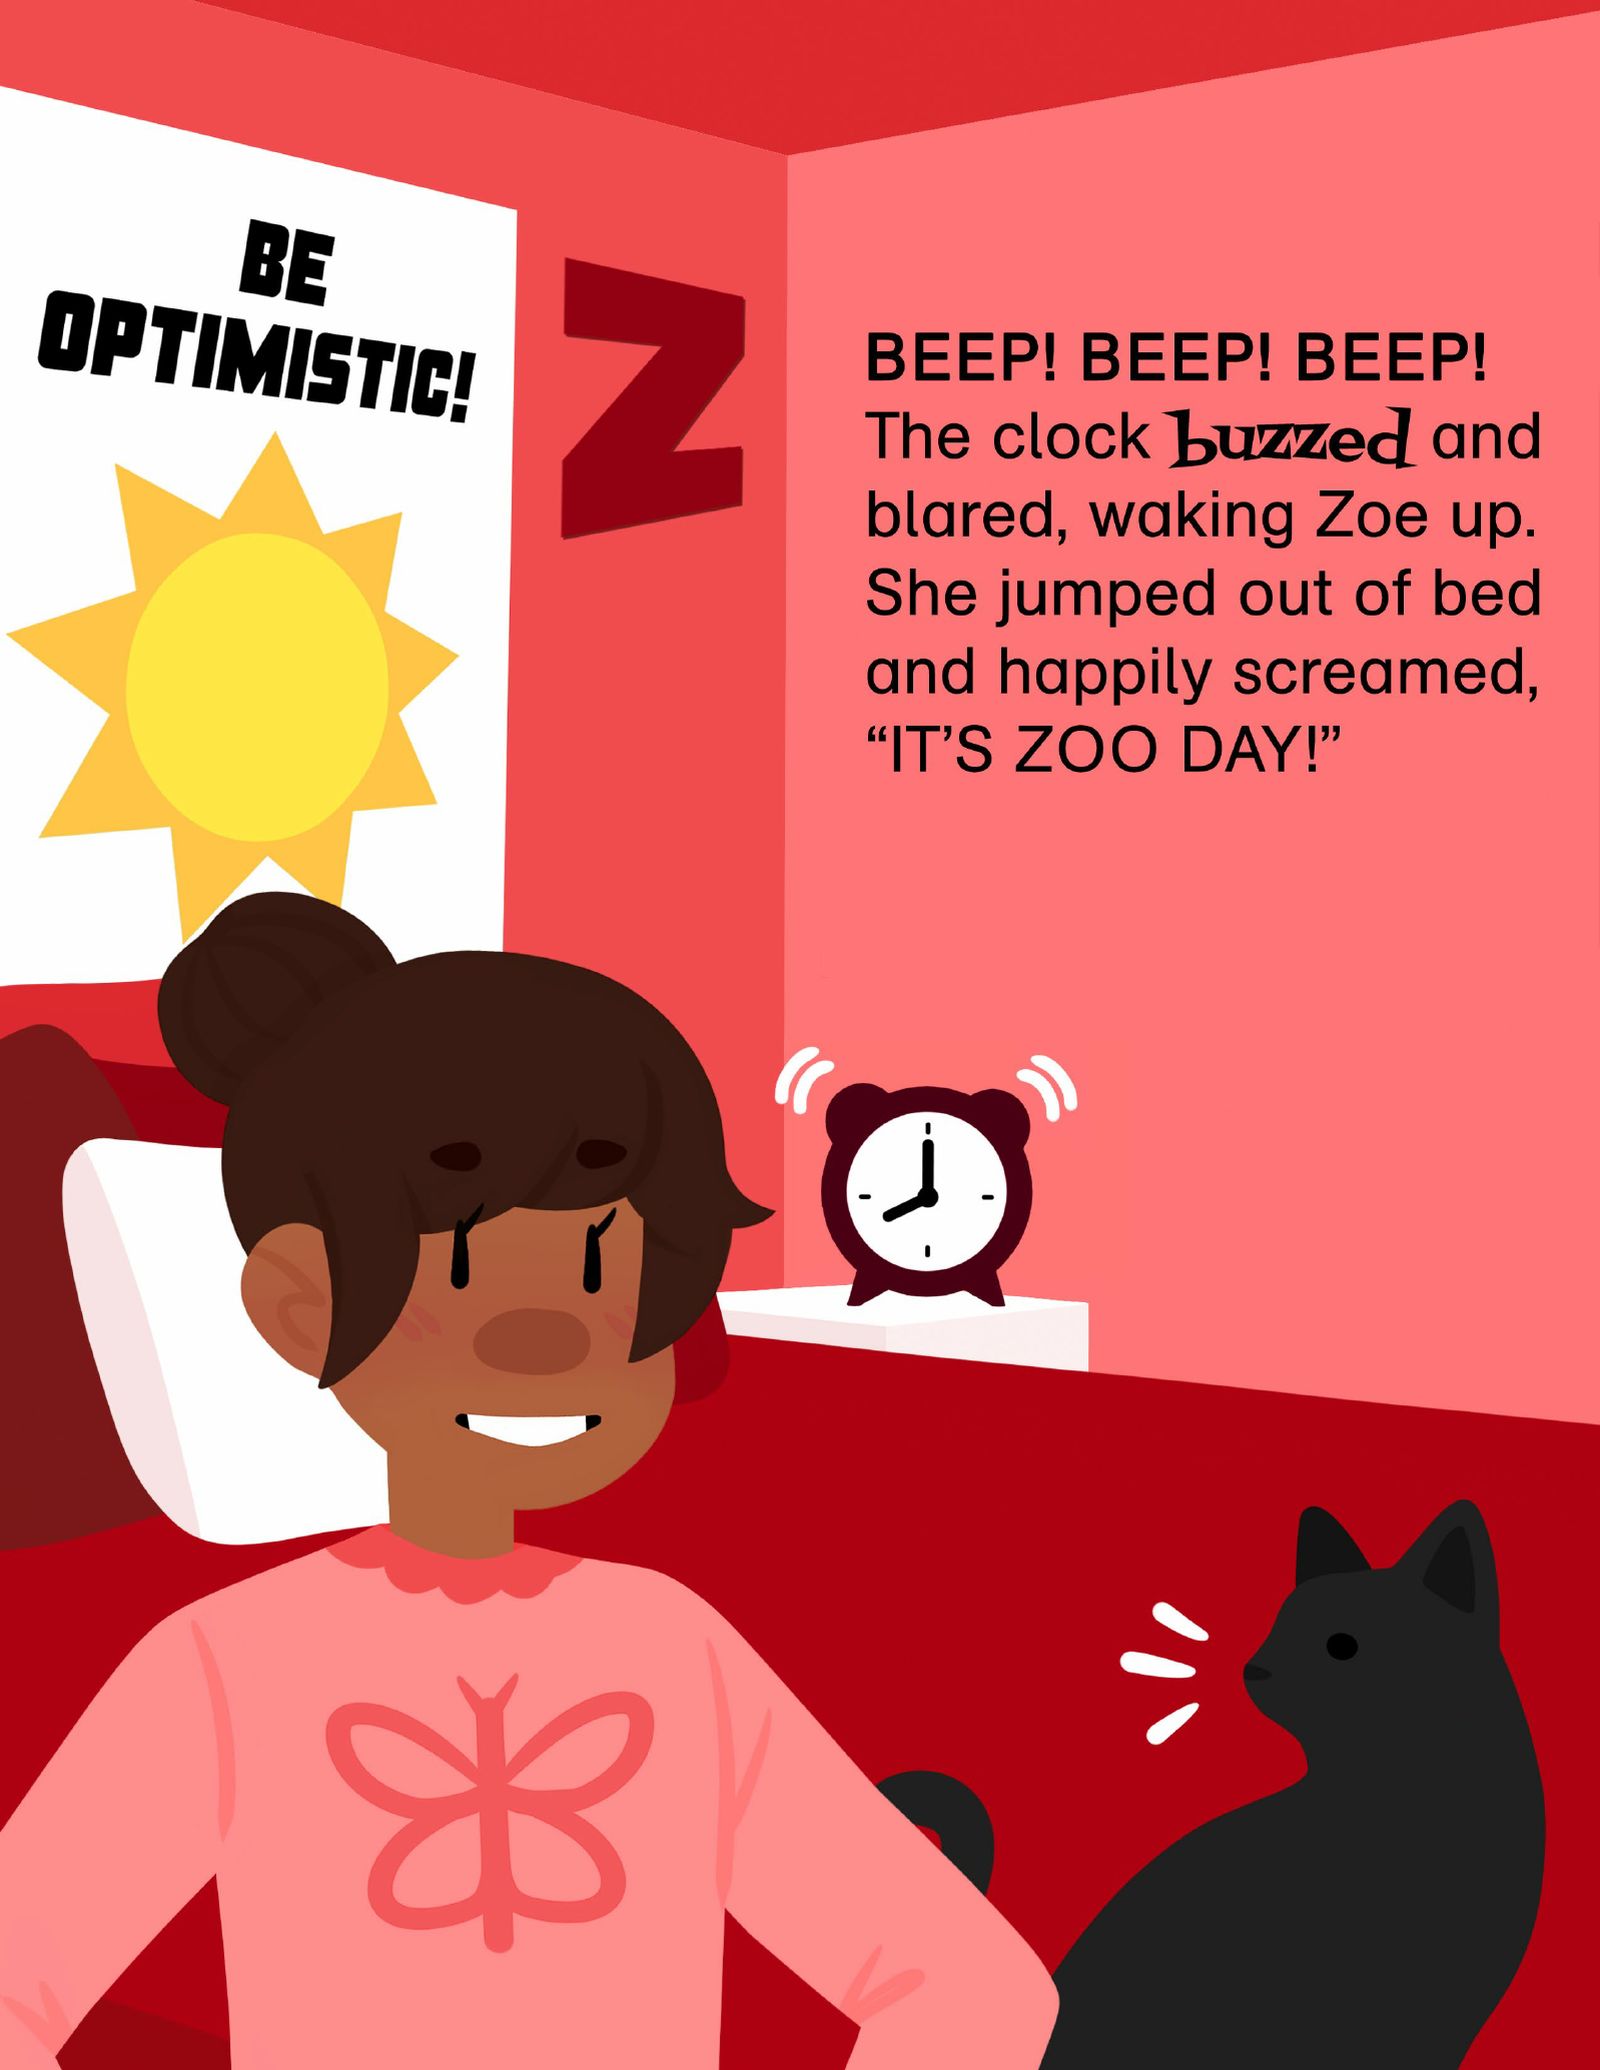 BE
OPTIMISTIC!
Z
BEEP! BEEP! BEEP!
The clock buzzed and
blared, waking Zoe up.
She jumped out of bed
and happily screamed,
“IT’S ZOO DAY!”